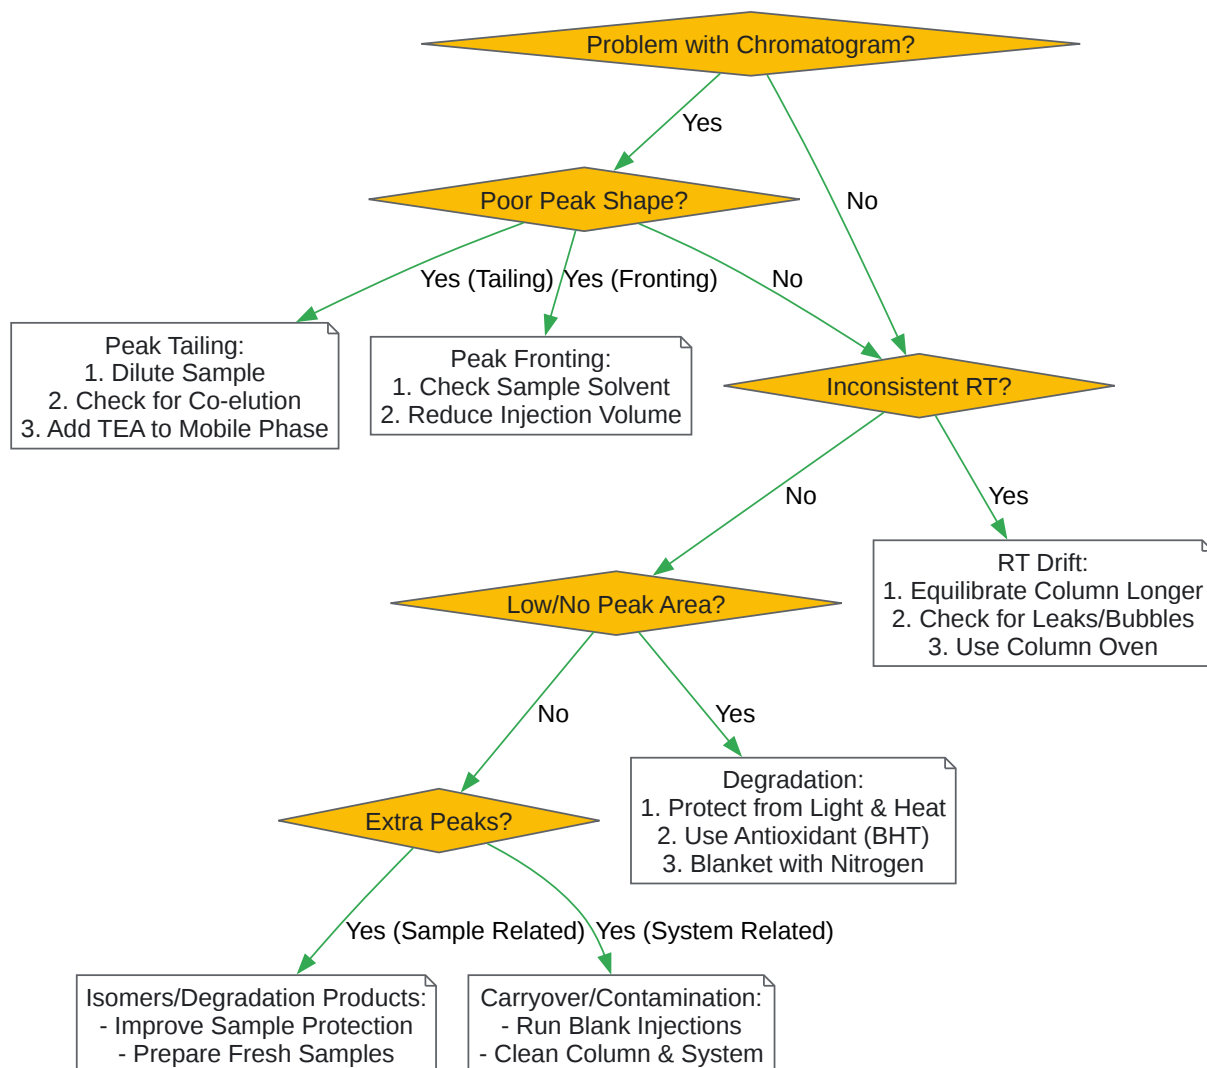 Problem with Chromatogram?
Yes
Poor Peak Shape?
No
Yes (Tailing)
Yes (Fronting)
No
Peak Tailing:
1. Dilute Sample
2. Check for Co-elution
3. Add TEA to Mobile Phase
Peak Fronting:
1. Check Sample Solvent
2. Reduce Injection Volume
Inconsistent RT?
No
Yes
RT Drift:
1. Equilibrate Column Longer
2. Check for Leaks/Bubbles
3. Use Column Oven
Low/No Peak Area?
No
Yes
Degradation:
1. Protect from Light & Heat
2. Use Antioxidant (BHT)
3. Blanket with Nitrogen
Extra Peaks?
Yes (Sample Related)
Yes (System Related)
Isomers/Degradation Products:
- Improve Sample Protection
- Prepare Fresh Samples
Carryover/Contamination:
- Run Blank Injections
- Clean Column & System